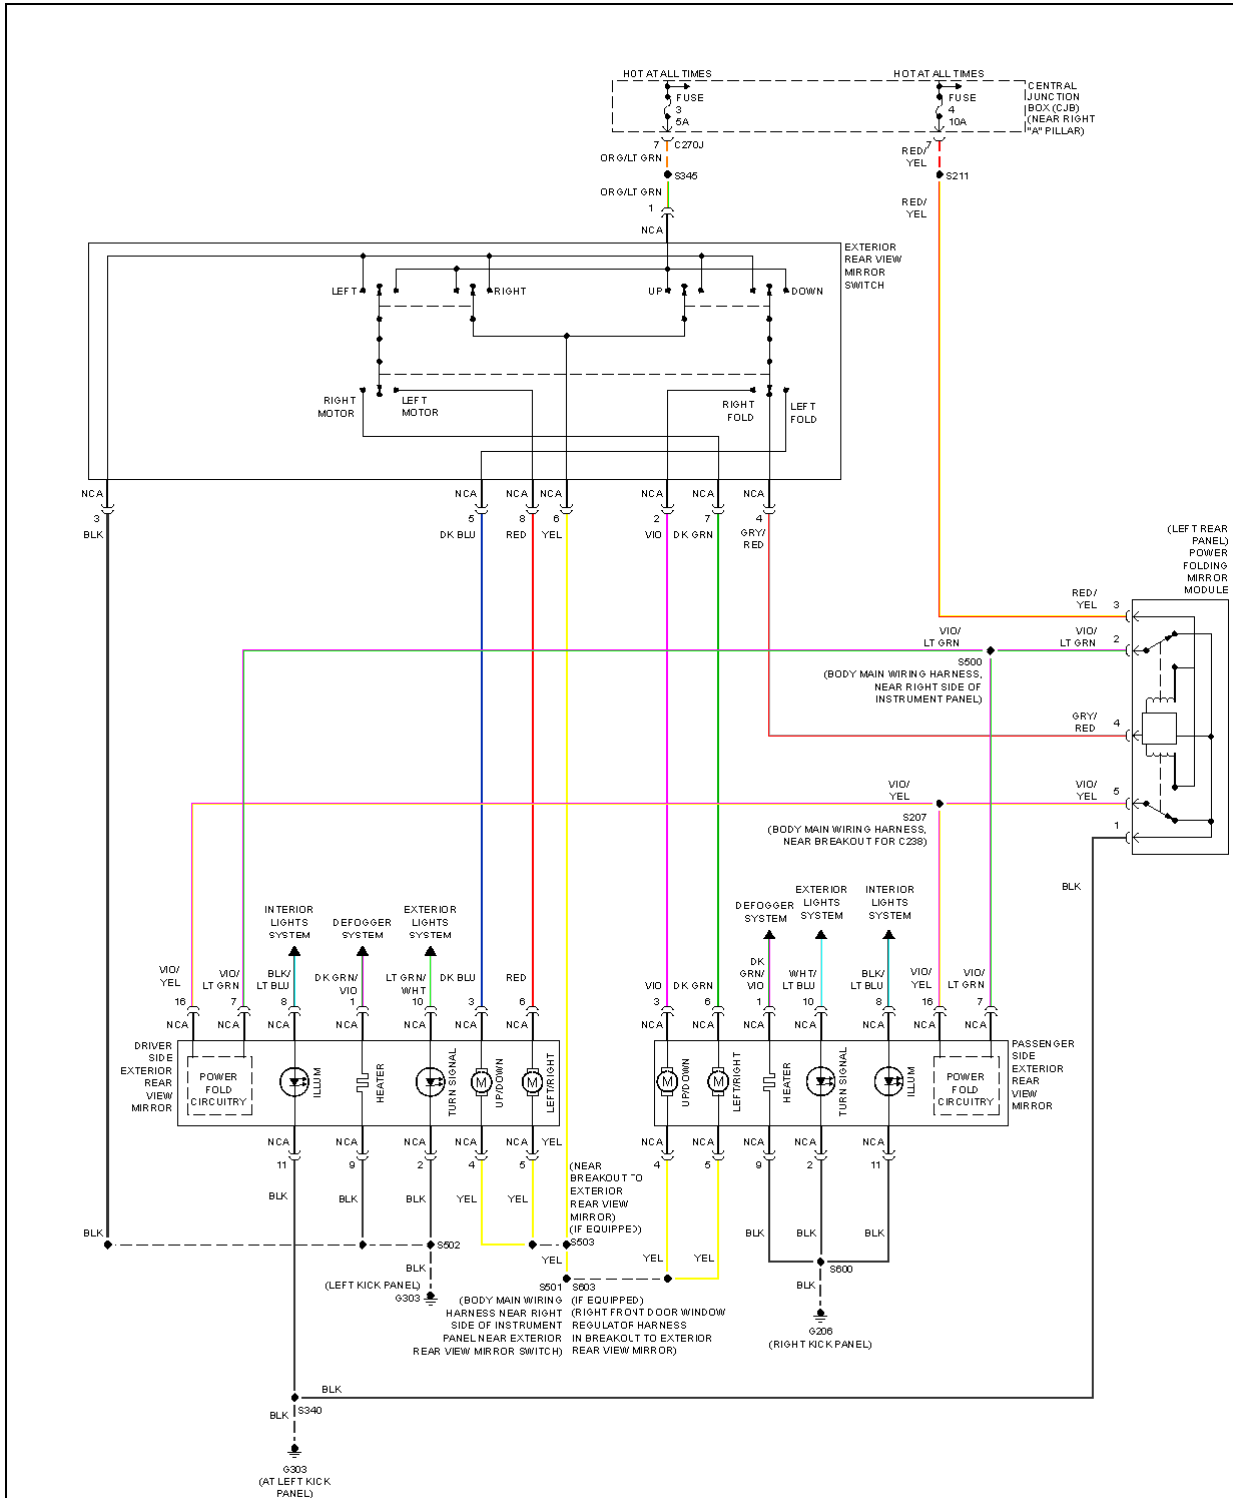 HOT AT ALL TIMES
HOT AT ALL TIMES
FUSE
3
5A
FUSE
4
10A
CENTRAL
JUNCTION
BOX (CJB)
(NEAR RIGHT
"A" PILLAR)
7
C270J
7
ORG/LT GRN
RED/
YEL
S345
S211
ORG/LT GRN
RED/
YEL
1
NCA
EXTERIOR
REAR VIEW
MIRROR
SWITCH
LEFT
RIGHT
UP
DOWN
RIGHT
MOTOR
LEFT
MOTOR
RIGHT
FOLD
LEFT
FOLD
NCA
NCA
NCA
NCA
NCA
NCA
NCA
3
5
8
6
2
7
4
BLK
DK BLU
RED
YEL
VIO
DK GRN
GRY/
RED
(LEFT REAR
PANEL)
POWER
FOLDING
MIRROR
MODULE
RED/
YEL
3
VIO/
LT GRN
VIO/
LT GRN
2
S500
(BODY MAIN WIRING HARNESS,
NEAR RIGHT SIDE OF
INSTRUMENT PANEL)
GRY/
RED
4
VIO/
YEL
VIO/
YEL
5
S207
(BODY MAIN WIRING HARNESS,
NEAR BREAKOUT FOR C238)
1
BLK
INTERIOR
LIGHTS
SYSTEM
DEFOGGER
SYSTEM
EXTERIOR
LIGHTS
SYSTEM
DEFOGGER
SYSTEM
EXTERIOR
LIGHTS
SYSTEM
INTERIOR
LIGHTS
SYSTEM
VIO/
YEL
VIO/
LT GRN
BLK/
LT BLU
DK GRN/
VIO
LT GRN/
WHT
DK BLU
RED
VIO
DK GRN
DK
GRN/
VIO
WHT/
LT BLU
BLK/
LT BLU
VIO/
YEL
VIO/
LT GRN
16
7
8
1
10
3
6
3
6
1
10
8
16
7
NCA
NCA
NCA
NCA
NCA
NCA
NCA
NCA
NCA
NCA
NCA
NCA
NCA
NCA
DRIVER
SIDE
EXTERIOR
REAR
VIEW
MIRROR
POWER
FOLD
CIRCUITRY
ILLUM
HEATER
TURN SIGNAL
M
UP/DOWN
M
LEFT/RIGHT
M
UP/DOWN
M
LEFT/RIGHT
HEATER
TURN SIGNAL
ILLUM
POWER
FOLD
CIRCUITRY
PASSENGER
SIDE
EXTERIOR
REAR
VIEW
MIRROR
NCA
NCA
NCA
NCA
NCA
YEL
NCA
NCA
NCA
NCA
NCA
11
9
2
4
5
4
5
9
2
11
BLK
BLK
BLK
YEL
YEL
(NEAR
BREAKOUT TO
EXTERIOR
REAR VIEW
MIRROR)
(IF EQUIPPED)
BLK
S502
S503
YEL
YEL
YEL
BLK
BLK
BLK
BLK
(LEFT KICK PANEL)
G303
S501
(BODY MAIN WIRING
HARNESS NEAR RIGHT
SIDE OF INSTRUMENT
PANEL NEAR EXTERIOR
REAR VIEW MIRROR SWITCH)
S603
(IF EQUIPPED)
(RIGHT FRONT DOOR WINDOW
REGULATOR HARNESS
IN BREAKOUT TO EXTERIOR
REAR VIEW MIRROR)
S600
BLK
G206
(RIGHT KICK PANEL)
BLK
S340
BLK
G303
(AT LEFT KICK
PANEL)